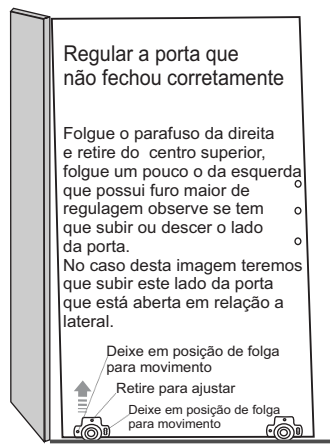 Regular a porta que
não fechou corretamente
Folgue o parafuso da direita
e retire do centro superior,
folgue um pouco o da esquerda
que possui furo maior de
regulagem observe se tem
que subir ou descer o lado
da porta.
No caso desta imagem teremos
que subir este lado da porta
que está aberta em relação a
lateral.
Deixe em posição de folga
para movimento
Retire para ajustar
Deixe em posição de folga
para movimento